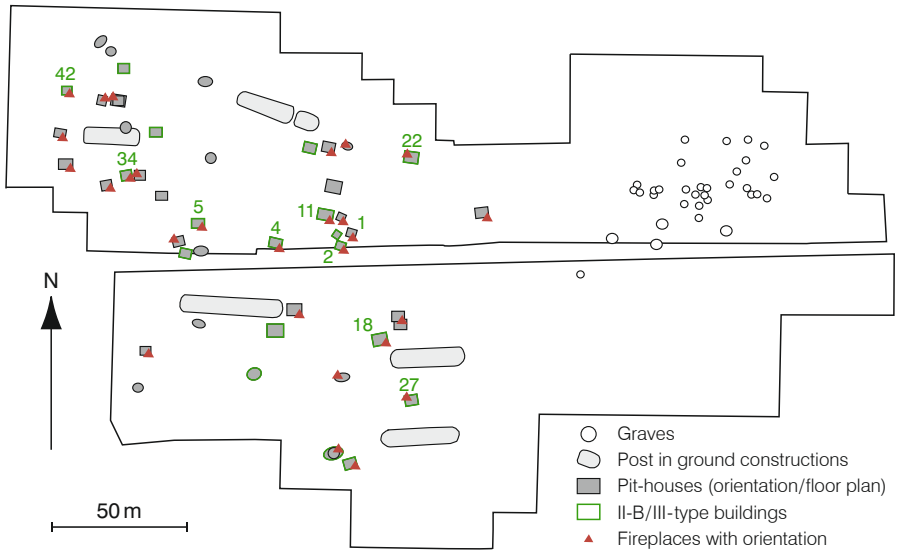 42
22
34
5
11
1
4
2
N
18
27
50 m
Graves
Post in ground constructions
Pit-houses (orientation/floor plan)
II-B/III-type buildings
Fireplaces with orientation